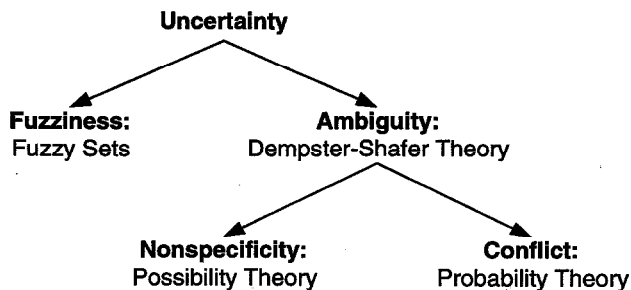 Uncertainty
Fuzziness:
Fuzzy Sets
Ambiguity:
Dempster-Shafer Theory
Nonspecificity:
Possibility Theory
Conflict:
Probability Theory